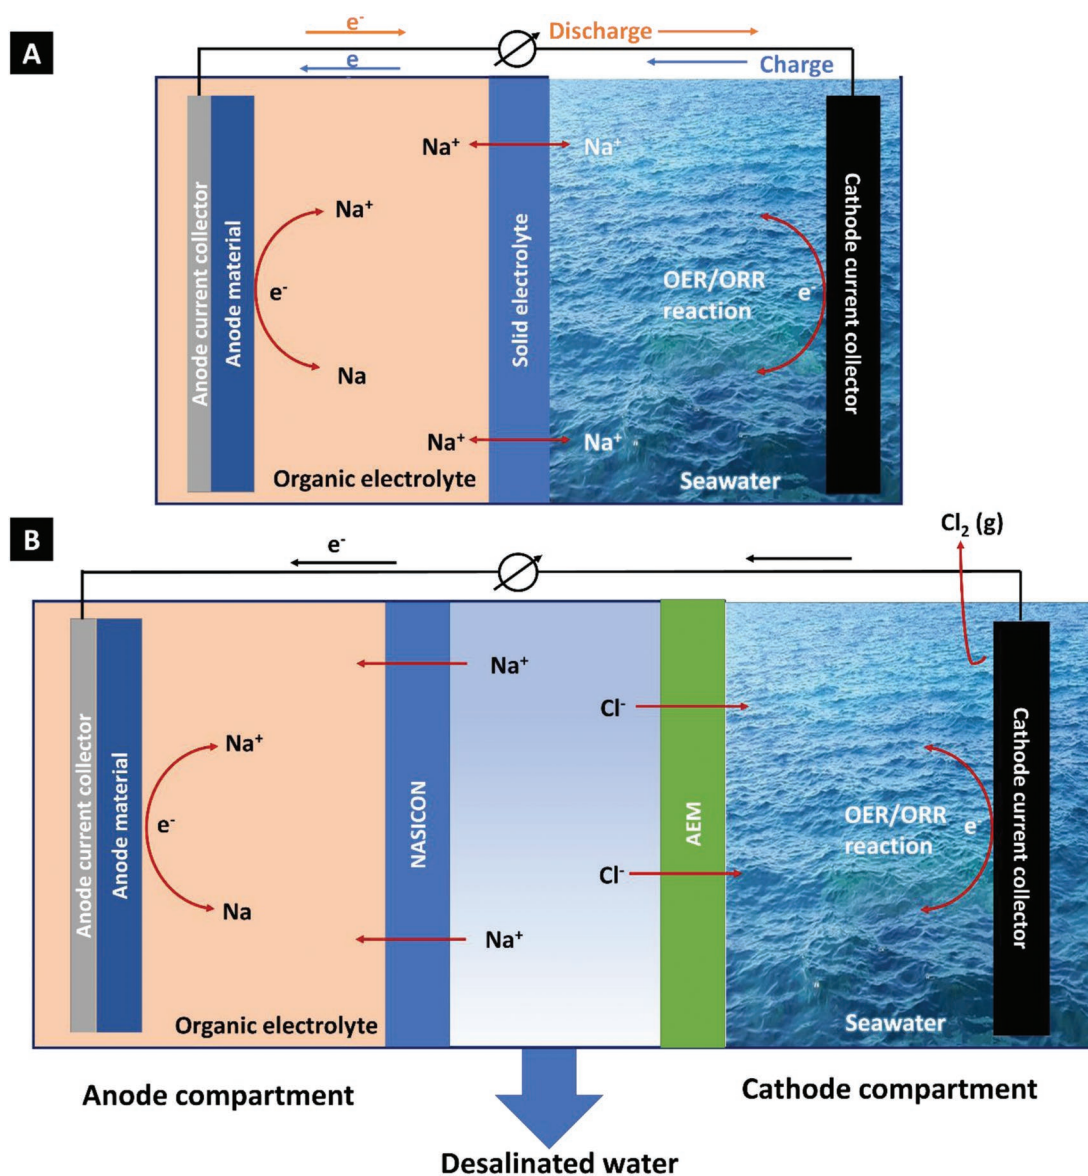 A
e-
Discharge
e
Charge
Anode current collector
Anode material
Na+
Na+
Na+
e-
OER/ORR
reaction
e-
Na
Solid electrolyte
Cathode current collector
Na+
Na+
Organic electrolyte
Seawater
B
e-
Cl2 (g)
Anode current collector
Anode material
NASICON
AEM
Cathode current collector
Na+
Cl-
Na+
e-
OER/ORR
reaction
e-
Cl-
Na
Na+
Organic electrolyte
Seawater
Anode compartment
Cathode compartment
Desalinated water